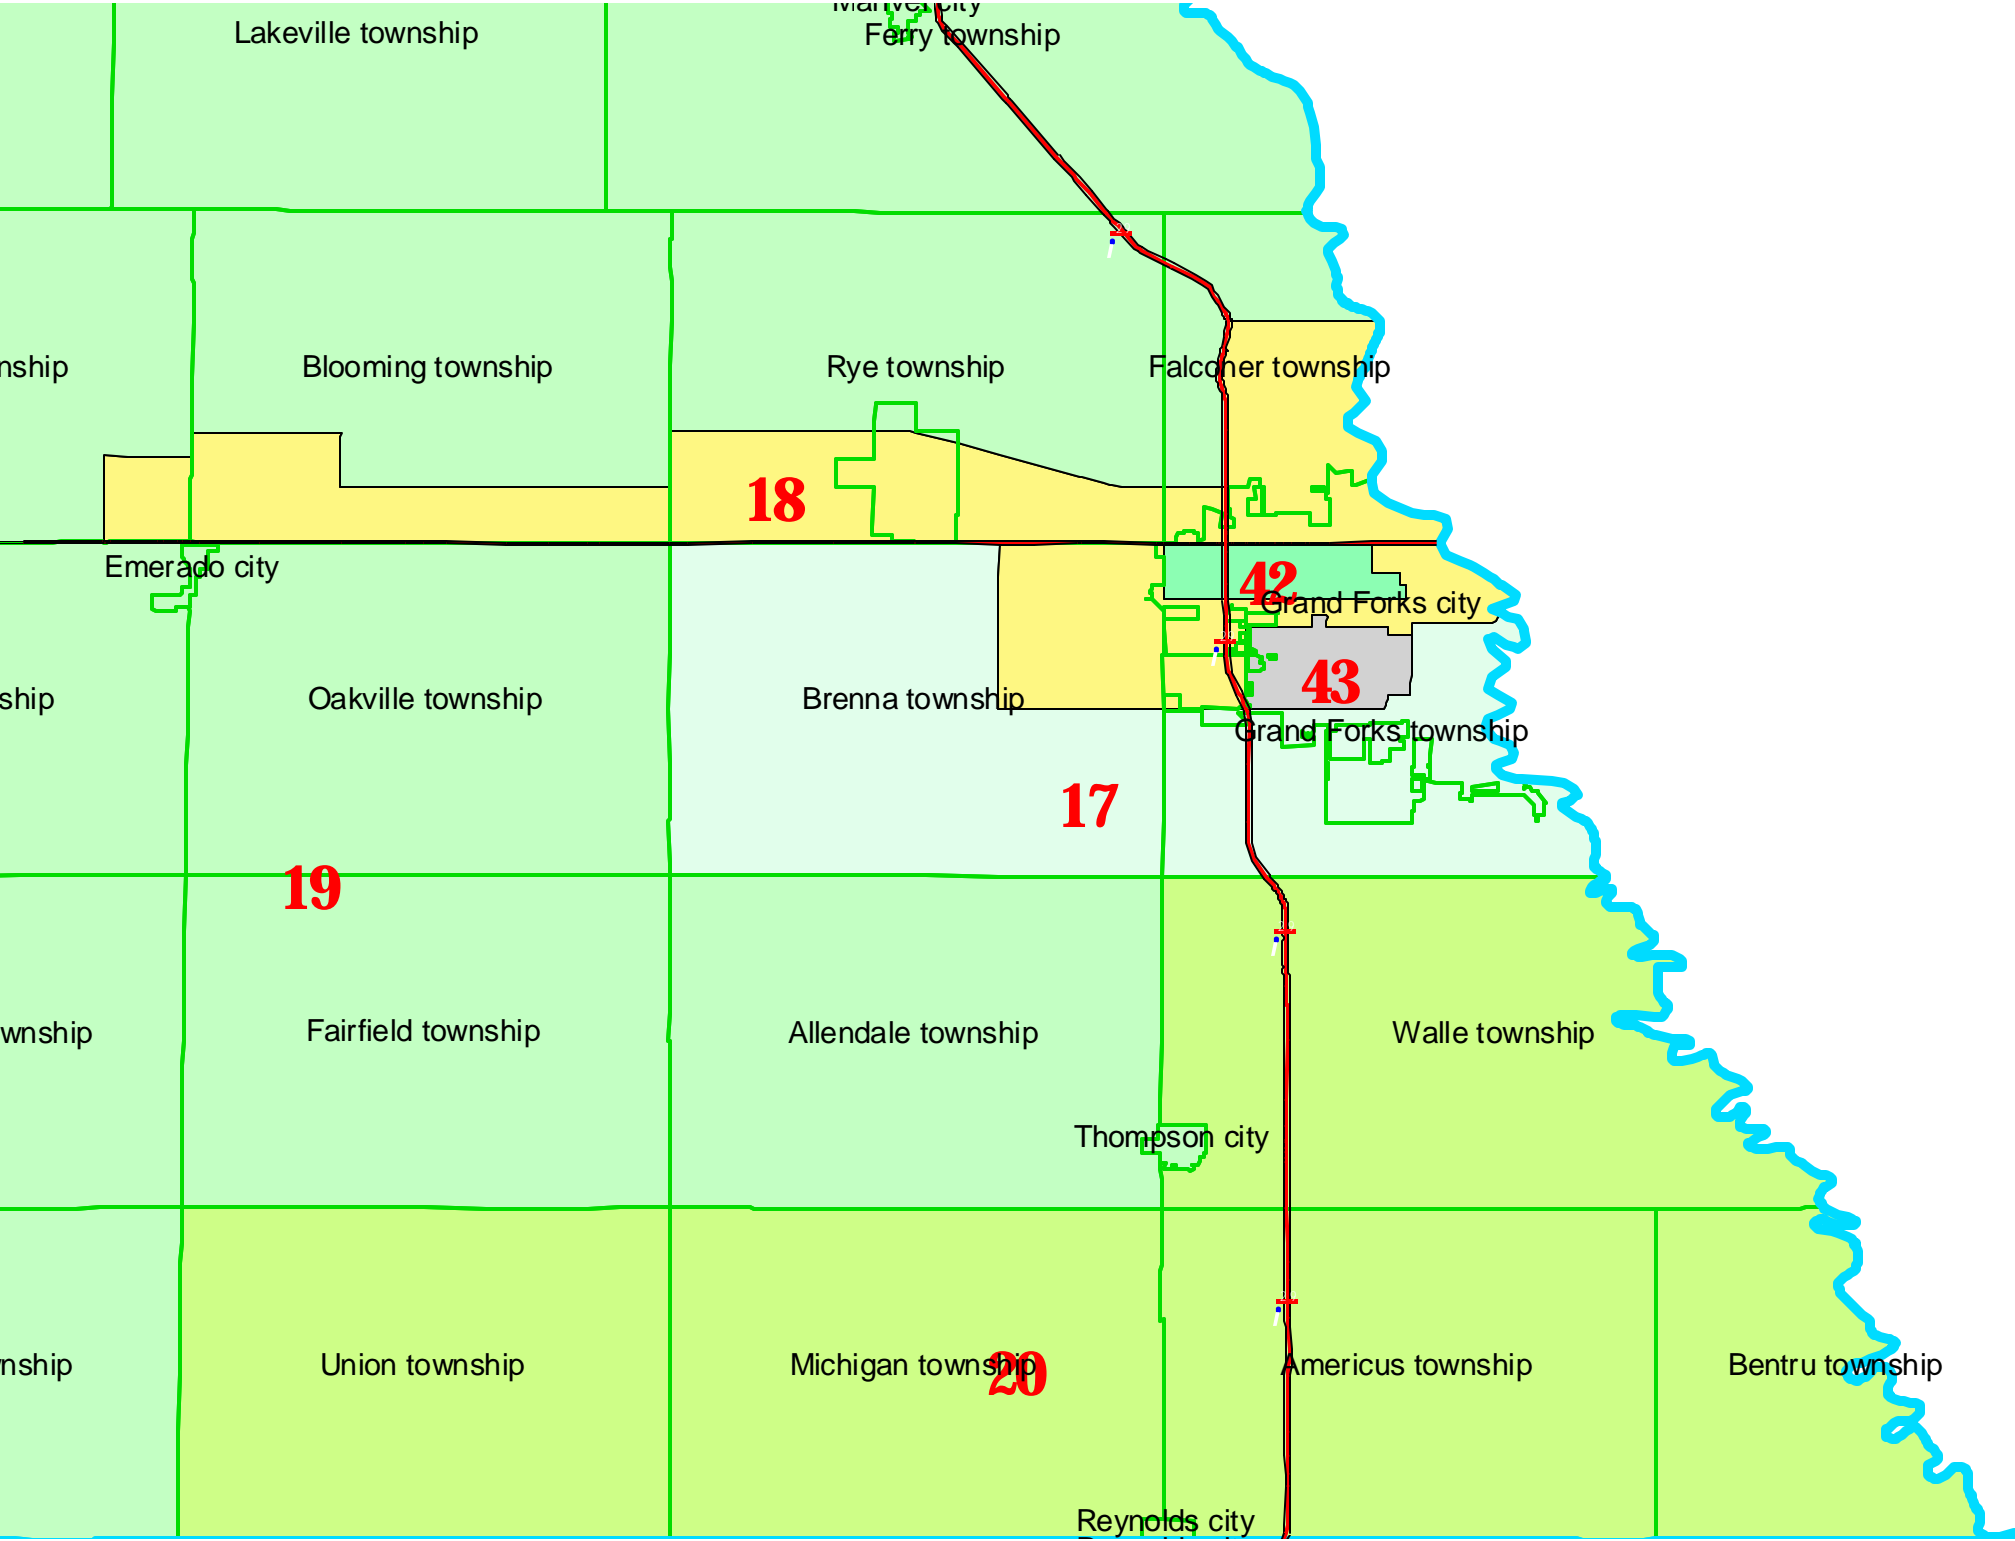 Lakeville township
Manvel city
Ferry township
nship
Blooming township
Rye township
Falconer township
18
Emerado city
42
Grand Forks city
ship
Oakville township
Brenna township
43
Grand Forks township
17
19
wnship
Fairfield township
Allendale township
Walle township
Thompson city
nship
Union township
Michigan township
20
Americus township
Bentru township
Reynolds city